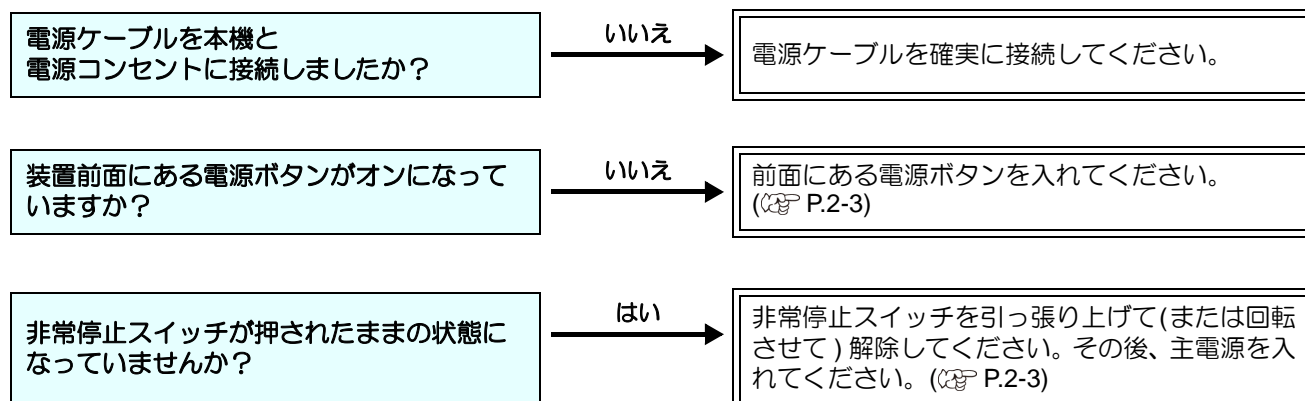 電源ケーブルを本機と
電源コンセントに接続しましたか？
いいえ
電源ケーブルを確実に接続してください。
装置前面にある電源ボタンがオンになって
いますか？
いいえ
前面にある電源ボタンを入れてください。
(☞ P.2-3)
非常停止スイッチが押されたままの状態に
なっていませんか？
はい
非常停止スイッチを引っ張り上げて(または回転
させて ) 解除してください。その後、主電源を入
れてください。(☞ P.2-3)